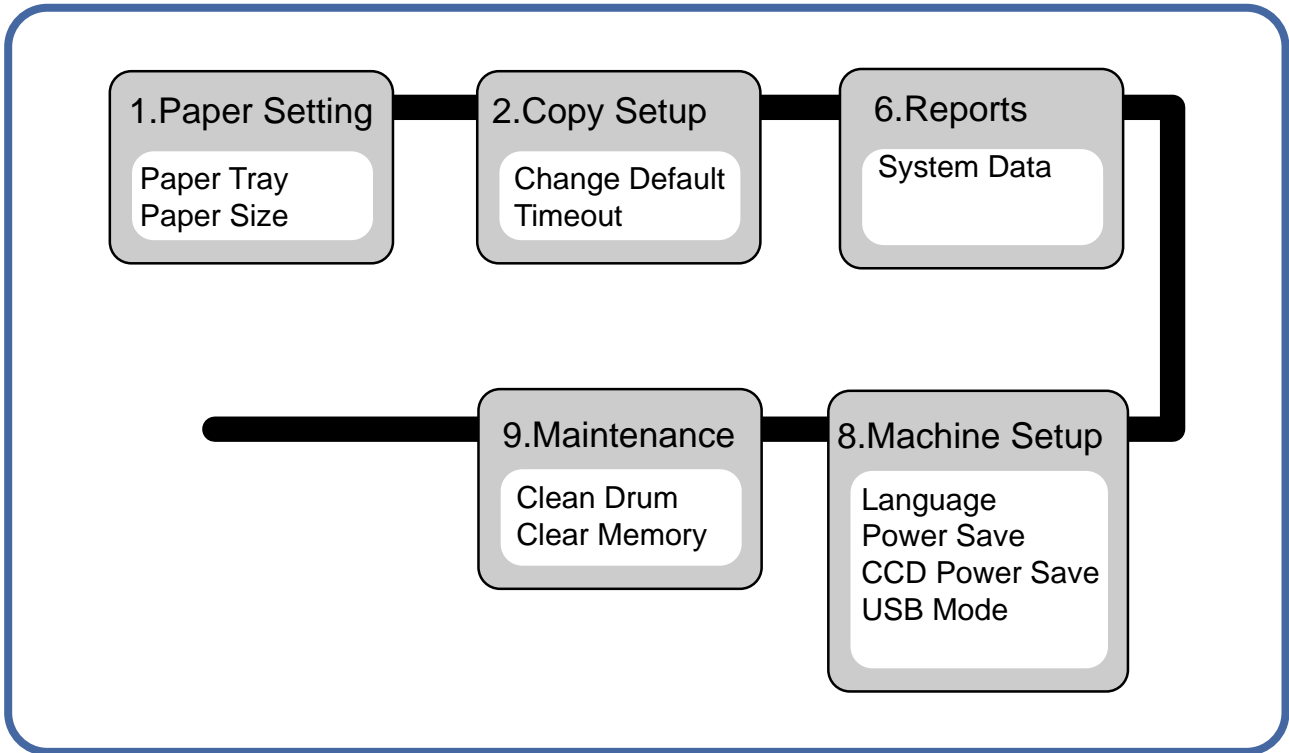 1.Paper Setting
Paper Tray
Paper Size
2.Copy Setup
Change Default
Timeout
6.Reports
System Data
9.Maintenance
Clean Drum
Clear Memory
8.Machine Setup
Language
Power Save
CCD Power Save
USB Mode